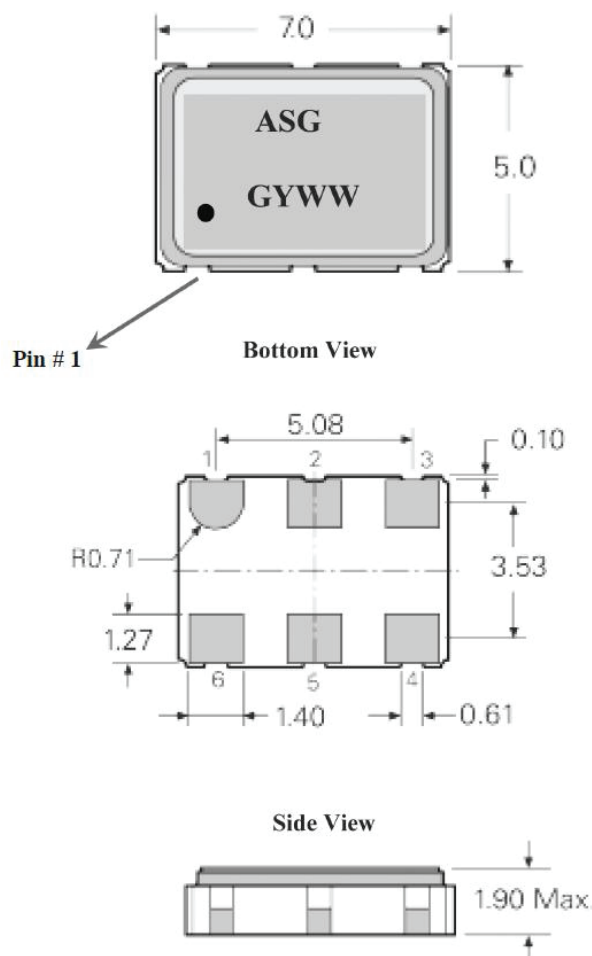 7.0
ASG
5.0
GYWW
Pin # 1
Bottom View
5.08
0.10
1 2 3
R0.71
3.53
1.27
6 5 4
1.40
0.61
Side View
1.90 Max.